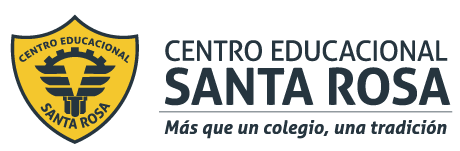 CENTRO EDUCACIONAL
SANTA ROSA
CENTRO EDUCACIONAL
SANTA ROSA
Más que un colegio, una tradición